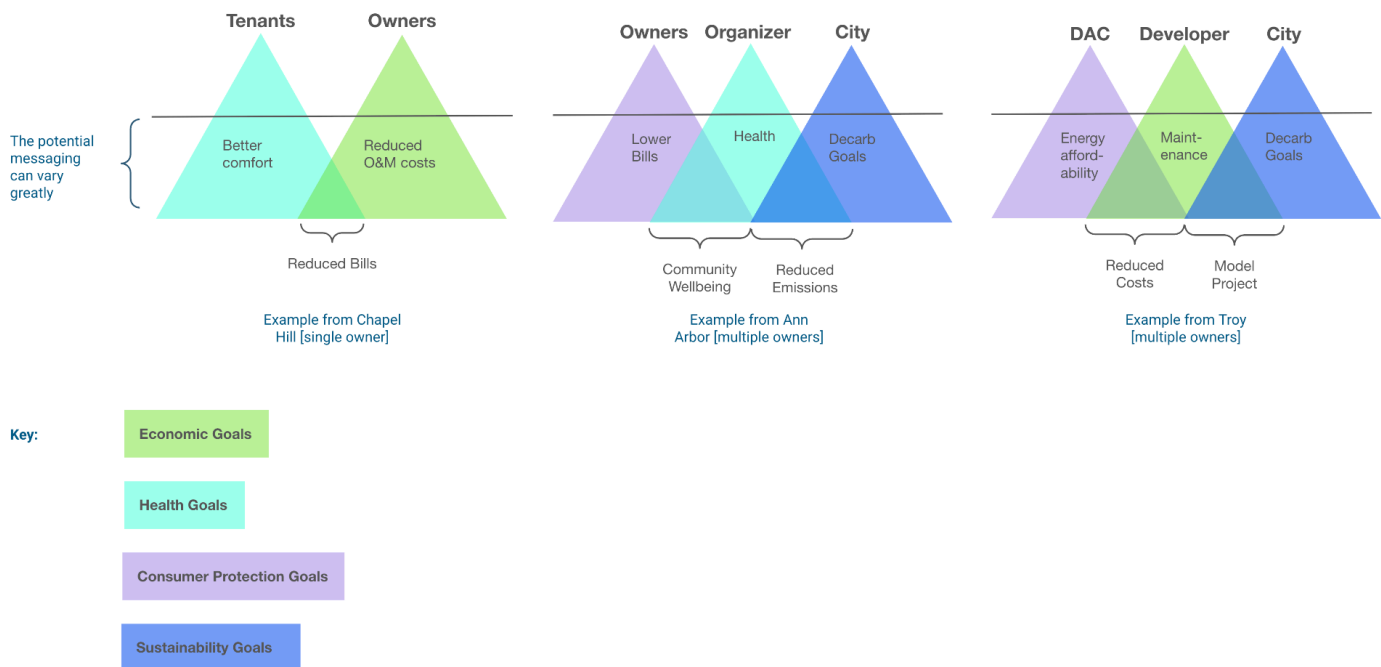 Tenants
Owners
Owners
Organizer
City
DAC
Developer
City
The potential
messaging
can vary
greatly
Better
comfort
Reduced
O&M costs
Lower
Bills
Health
Decarb
Goals
Energy
afford-
ability
Maint-
enance
Decarb
Goals
Reduced Bills
Community
Wellbeing
Reduced
Emissions
Reduced
Costs
Model
Project
Example from Chapel
Hill [single owner]
Example from Ann
Arbor [multiple owners]
Example from Troy
[multiple owners]
Key:
Economic Goals
Health Goals
Consumer Protection Goals
Sustainability Goals